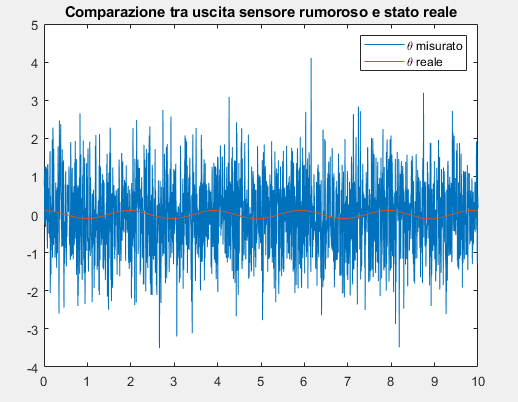 Comparazione tra uscita sensore rumoroso e stato reale
θ misurato
θ reale
5
4
3
2
1
0
-1
-2
-3
-4
0 1 2 3 4 5 6 7 8 9 10